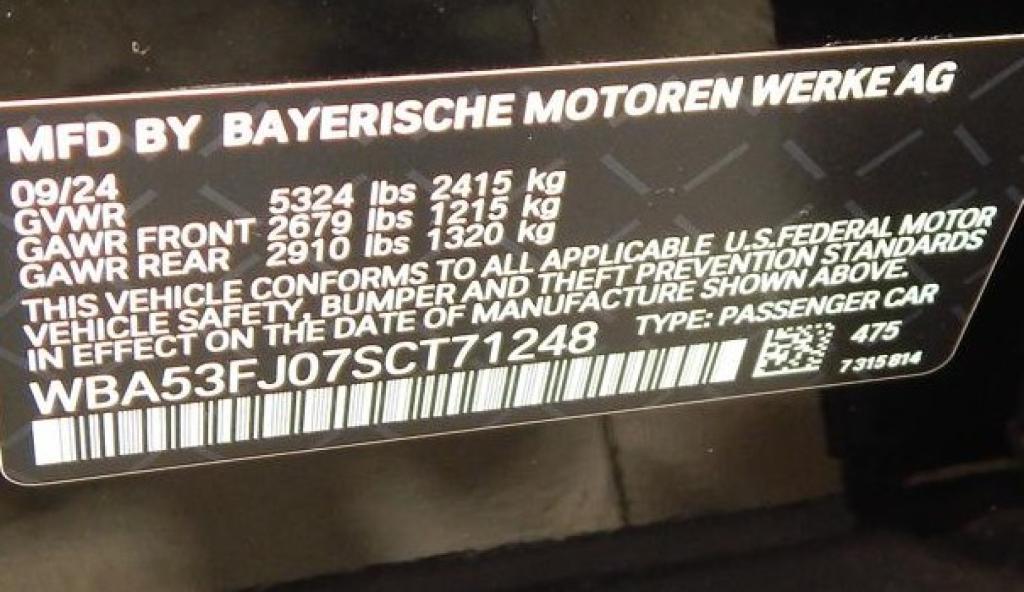 MFD BY BAYERISCHE MOTOREN WERKE AG
09/24
GVWR 5324 lbs 2415 kg
GAWR FRONT 2679 lbs 1215 kg
GAWR REAR 2910 lbs 1320 kg
THIS VEHICLE CONFORMS TO ALL APPLICABLE U.S.FEDERAL MOTOR
VEHICLE SAFETY, BUMPER AND THEFT PREVENTION STANDARDS
IN EFFECT ON THE DATE OF MANUFACTURE SHOWN ABOVE.
WBA53FJ07SCT71248 TYPE: PASSENGER CAR
475
7315814